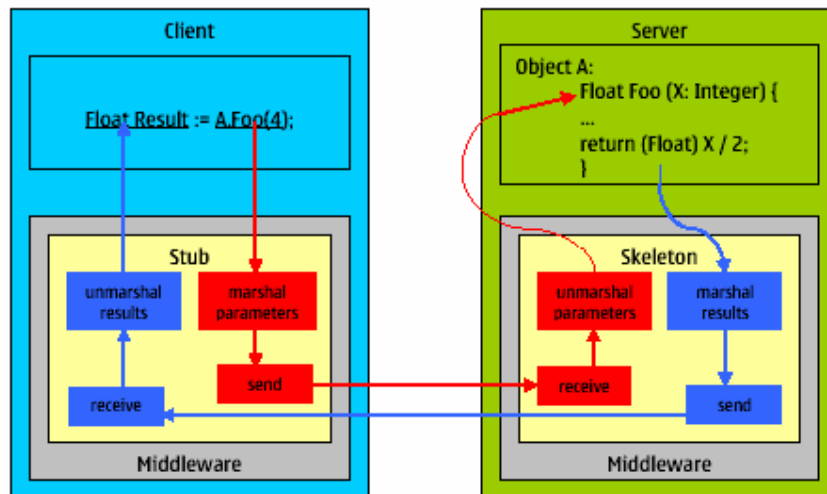 Client
Float Result := A.Foo(4);
Stub
unmarshal
results
marshal
parameters
send
receive
Middleware
Server
Object A:
Float Foo (X: Integer) {
...
return (Float) X / 2;
}
Skeleton
unmarshal
parameters
marshal
results
receive
send
Middleware